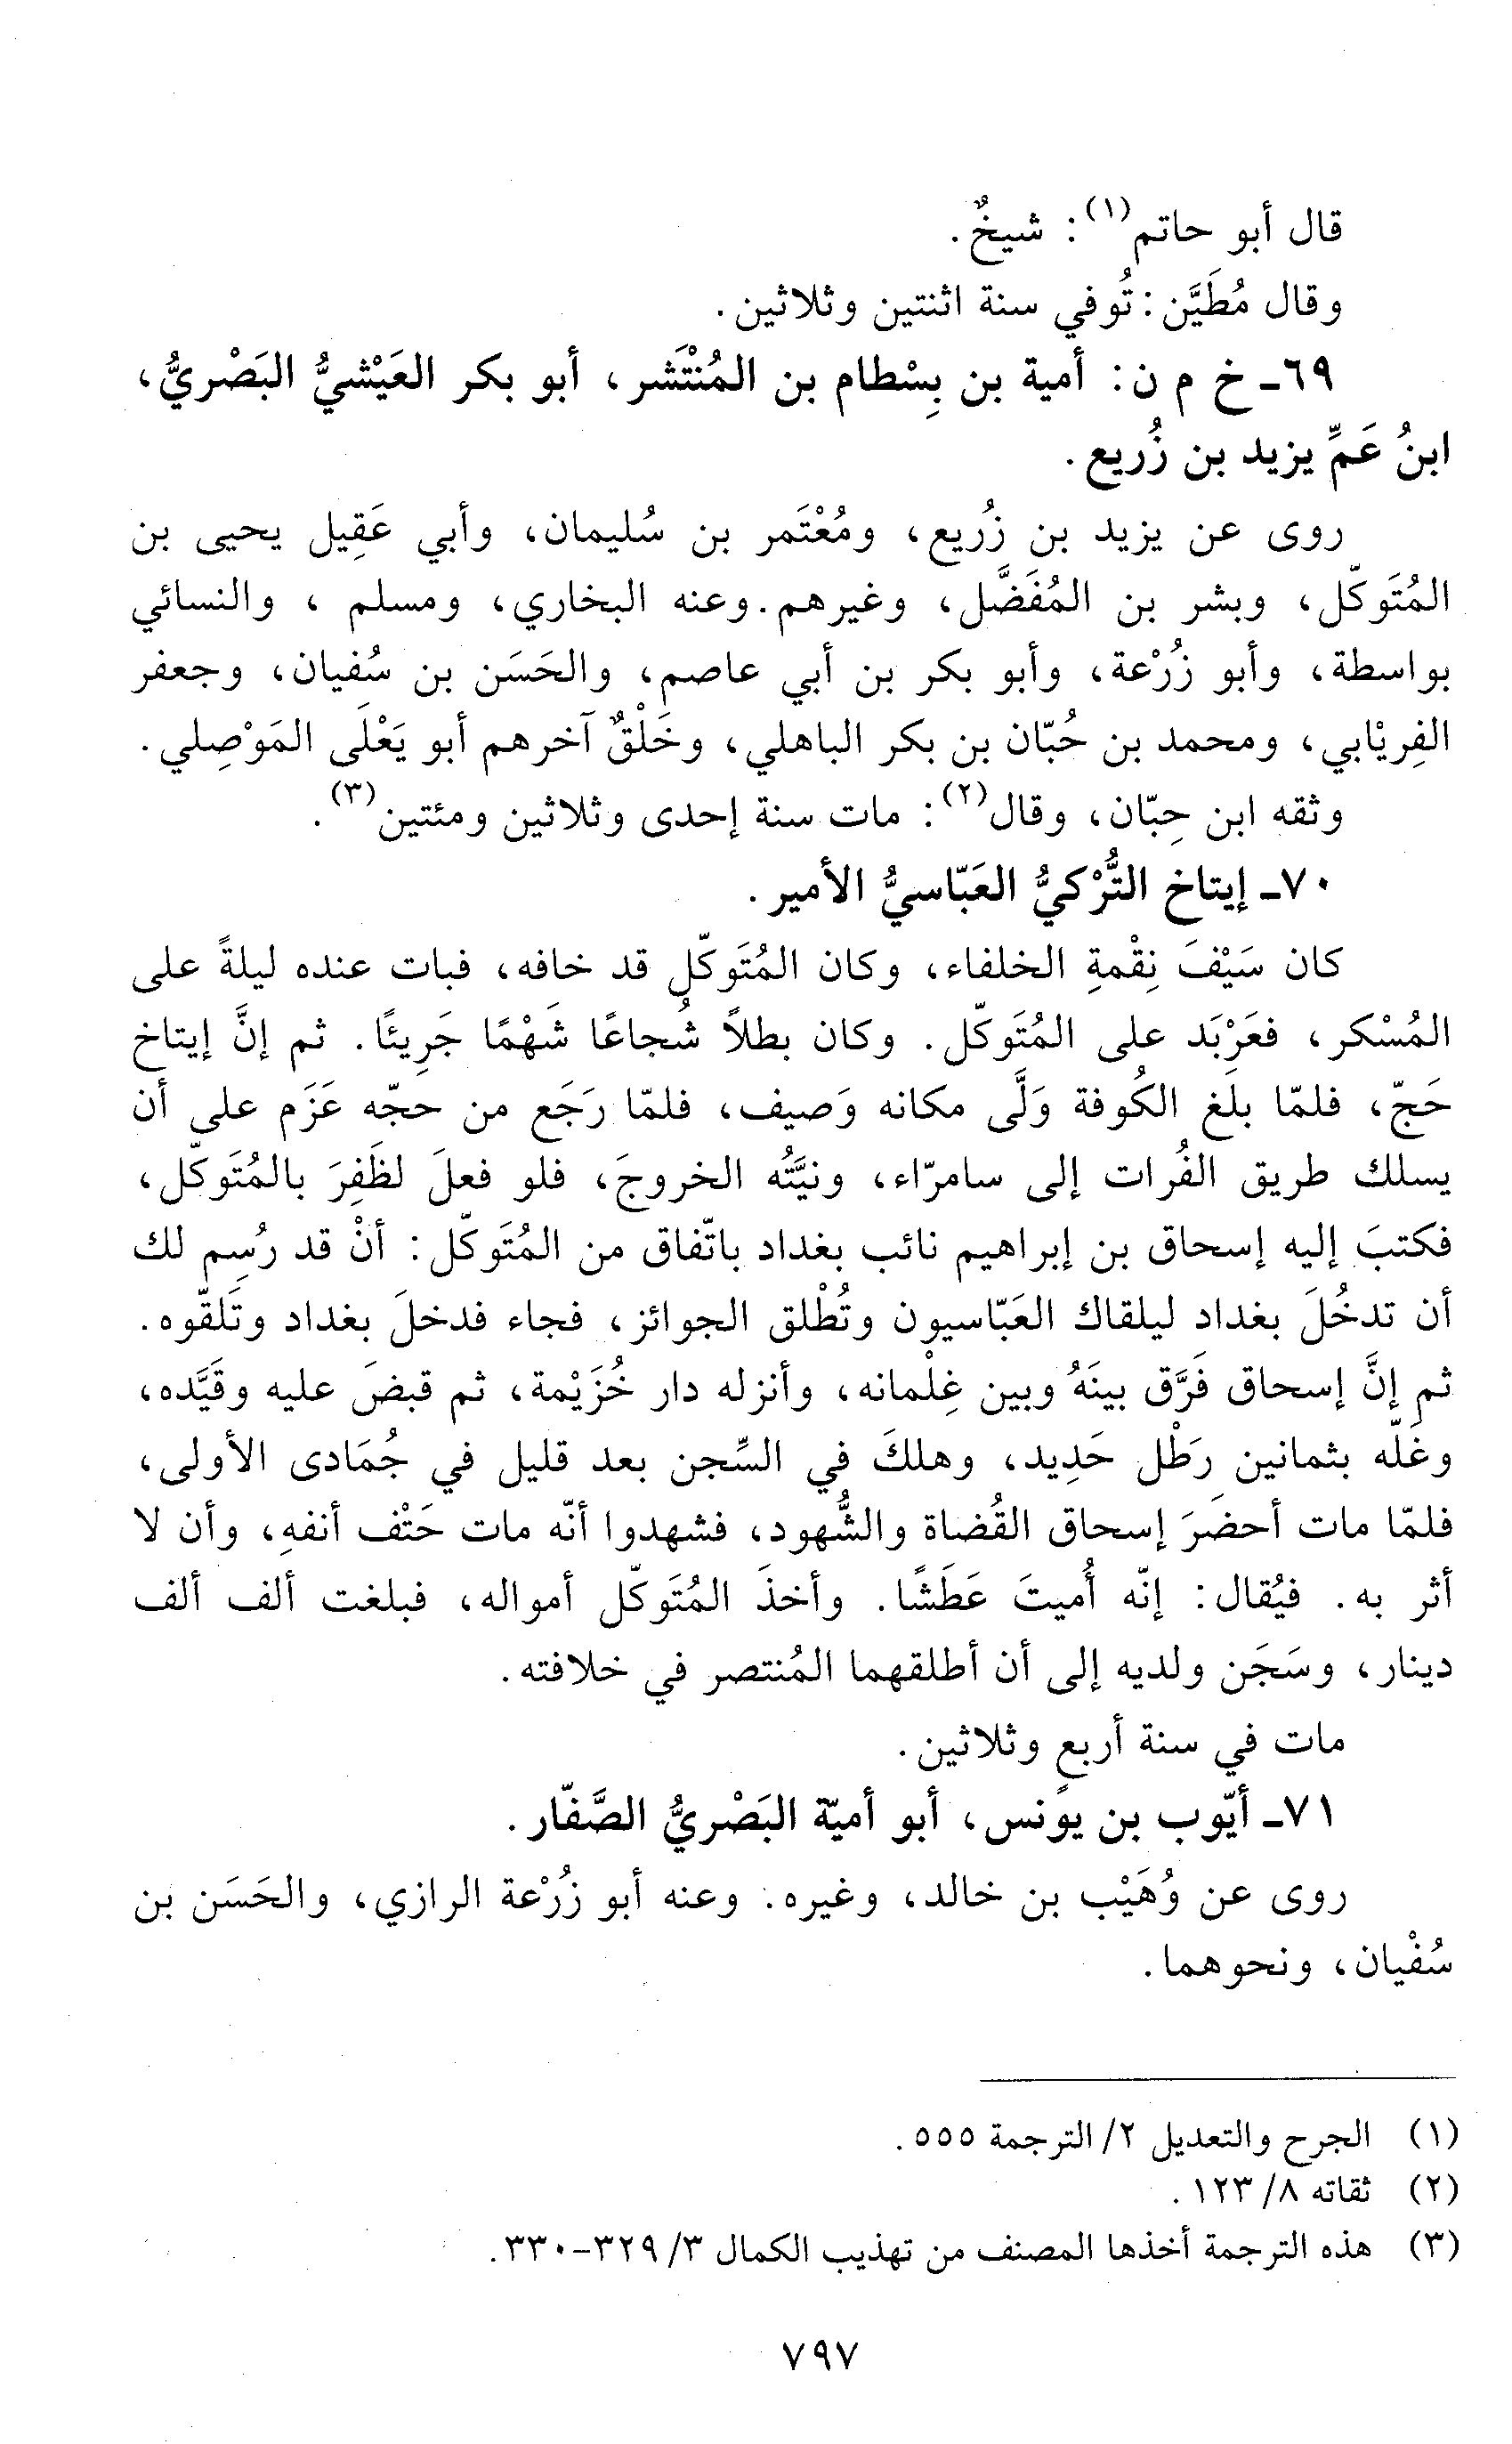 قال أبو حاتم(١): شيخٌ.
وقال مُطَيَّن: تُوفي سنة اثنتين وثلاثين.
٦٩ـ خ م ن: أمية بن بِسْطام بن المُنْتَشر، أبو بكر العَيْشيُّ البَصْريُّ،
ابنُ عَمِّ يزيد بن زُريع.
روى عن يزيد بن زُريع، ومُعْتَمر بن سُليمان، وأبي عَقِيل يحيى بن
المُتَوكّل، وبشر بن المُفَضَّل، وغيرهم. وعنه البخاري، ومسلم، والنسائي
بواسطة، وأبو زُرْعة، وأبو بكر بن أبي عاصم، والحَسَن بن سُفيان، وجعفر
الفِريْابي، ومحمد بن حُبّان بن بكر الباهلي، وخَلْقٌ آخرهم أبو يَعْلَى المَوْصِلي.
وثقه ابن حِبّان، وقال(٢): مات سنة إحدى وثلاثين ومئتين(٣).
٧٠ـ إيتاخ التُّرْكيُّ العَبّاسيُّ الأمير.
كان سَيْفَ نِقْمةِ الخلفاء، وكان المُتَوكّل قد خافه، فبات عنده ليلةً على
المُسْكر، فعَرْبَد على المُتَوكّل. وكان بطلاً شُجاعًا شَهْمًا جَرِيئًا. ثم إنَّ إيتاخ
حَجّ، فلمّا بلَغ الكُوفة وَلَّى مكانه وَصيف، فلمّا رَجَع من حجّه عَزَم على أن
يسلك طريق الفُرات إلى سامرّاء، ونيَّتُه الخروجَ، فلو فعلَ لظَفِرَ بالمُتَوكّل،
فكتبَ إليه إسحاق بن إبراهيم نائب بغداد باتّفاق من المُتَوكّل: أنْ قد رُسِم لك
أن تدخُلَ بغداد ليلقاك العَبّاسيون وتُطْلق الجوائز، فجاء فدخلَ بغداد وتَلقّوه.
ثم إنَّ إسحاق فَرَّق بينَهُ وبين غِلْمانه، وأنزله دار خُزَيْمة، ثم قبضَ عليه وقَيَّده،
وغَلّه بثمانين رَطْل حَدِيد، وهلكَ في السِّجن بعد قليل في جُمَادى الأولى،
فلمّا مات أحضَرَ إسحاق القُضاة والشُّهود، فشهدوا أنّه مات حَتْف أنفهِ، وأن لا
أثر به. فيُقال: إنّه أُميتَ عَطَشًا. وأخذَ المُتَوكّل أمواله، فبلغت ألف ألف
دينار، وسَجَن ولديه إلى أن أطلقهما المُنتصر في خلافته.
مات في سنة أربع وثلاثين.
٧١ـ أيّوب بن يونس، أبو أميّة البَصْريُّ الصَّفّار.
روى عن وُهَيْب بن خالد، وغيره. وعنه أبو زُرْعة الرازي، والحَسَن بن
سُفْيان، ونحوهما.
(١) الجرح والتعديل ٢/ الترجمة ٥٥٥.
(٢) ثقاته ٨/ ١٢٣.
(٣) هذه الترجمة أخذها المصنف من تهذيب الكمال ٣/ ٣٢٩-٣٣٠.
٧٩٧